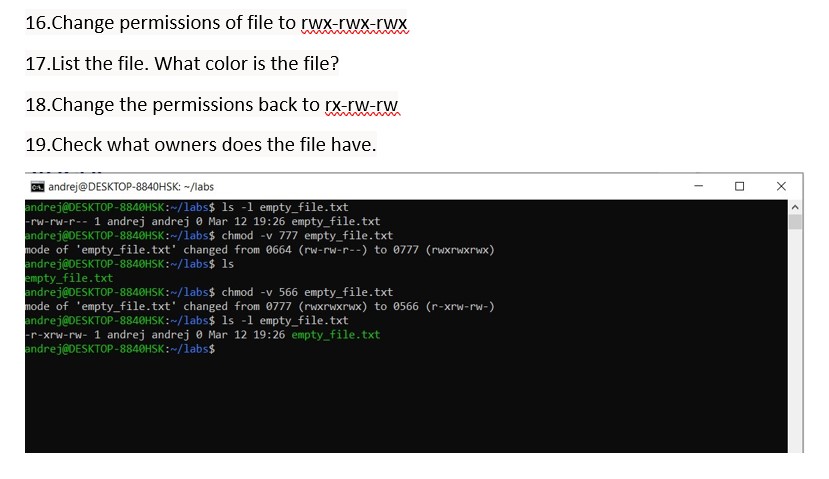 16.Change permissions of file to rwx-rwx-rwx
17.List the file. What color is the file?
18.Change the permissions back to rx-rw-rw
19.Check what owners does the file have.
andrej@DESKTOP-8840HSK: ~/labs
andrej@DESKTOP-8840HSK:~/labs$ ls -l empty_file.txt
-rw-rw-r-- 1 andrej andrej 0 Mar 12 19:26 empty_file.txt
andrej@DESKTOP-8840HSK:~/labs$ chmod -v 777 empty_file.txt
mode of 'empty_file.txt' changed from 0664 (rw-rw-r--) to 0777 (rwxrwxrwx)
andrej@DESKTOP-8840HSK:~/labs$ ls
empty_file.txt
andrej@DESKTOP-8840HSK:~/labs$ chmod -v 566 empty_file.txt
mode of 'empty_file.txt' changed from 0777 (rwxrwxrwx) to 0566 (r-xrw-rw-)
andrej@DESKTOP-8840HSK:~/labs$ ls -l empty_file.txt
-r-xrw-rw- 1 andrej andrej 0 Mar 12 19:26 empty_file.txt
andrej@DESKTOP-8840HSK:~/labs$